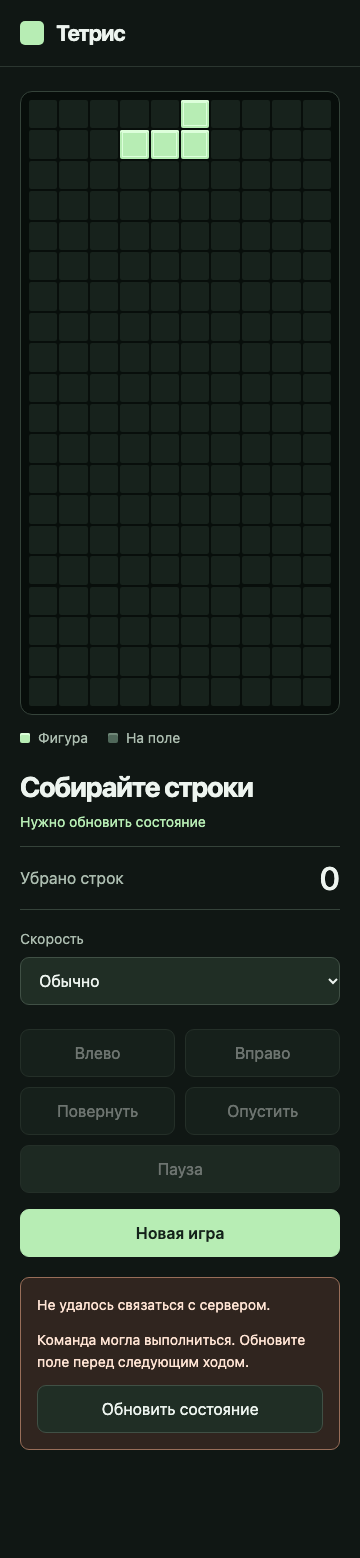 Тетрис
Фигура
На поле
Собирайте строки
Нужно обновить состояние
Убрано строк
0
Скорость
Обычно
Влево
Вправо
Повернуть
Опустить
Пауза
Новая игра
Не удалось связаться с сервером.
Команда могла выполниться. Обновите
поле перед следующим ходом.
Обновить состояние